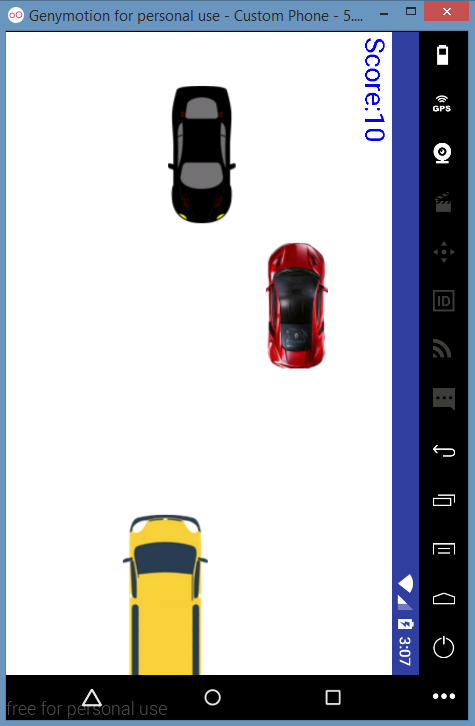 Genymotion for personal use - Custom Phone - 5....
Score:10
GPS
ID
3:07
free for personal use